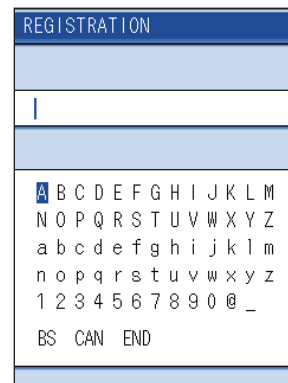 REGISTRATION
A B C D E F G H I J K L M
N O P Q R S T U V W X Y Z
a b c d e f g h i j k l m
n o p q r s t u v w x y z
1 2 3 4 5 6 7 8 9 0 @ _
BS CAN END